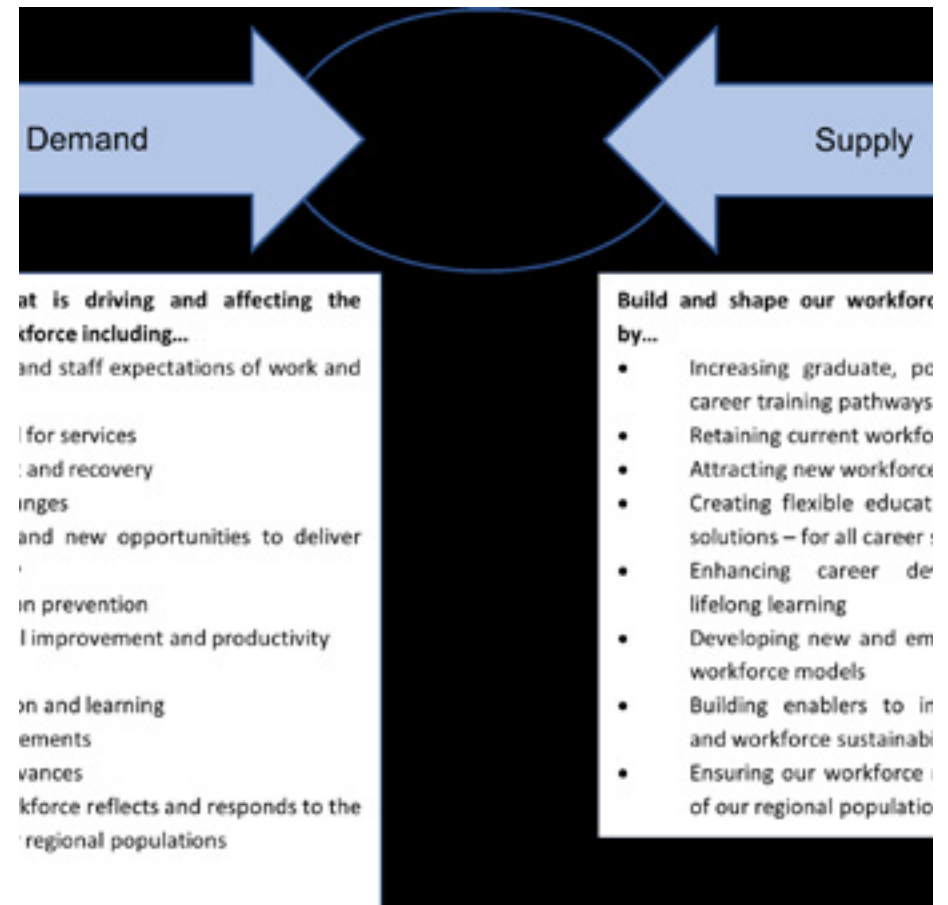 Demand
Supply
at is driving and affecting the
kforce including...
and staff expectations of work and
for services
and recovery
nges
and new opportunities to deliver
n prevention
l improvement and productivity
on and learning
ements
vances
kforce reflects and responds to the
regional populations
Build and shape our workforc
by...
• Increasing graduate, po
career training pathways
• Retaining current workfo
• Attracting new workforce
• Creating flexible educat
solutions – for all career s
• Enhancing career dev
lifelong learning
• Developing new and em
workforce models
• Building enablers to in
and workforce sustainabi
• Ensuring our workforce
of our regional populatio